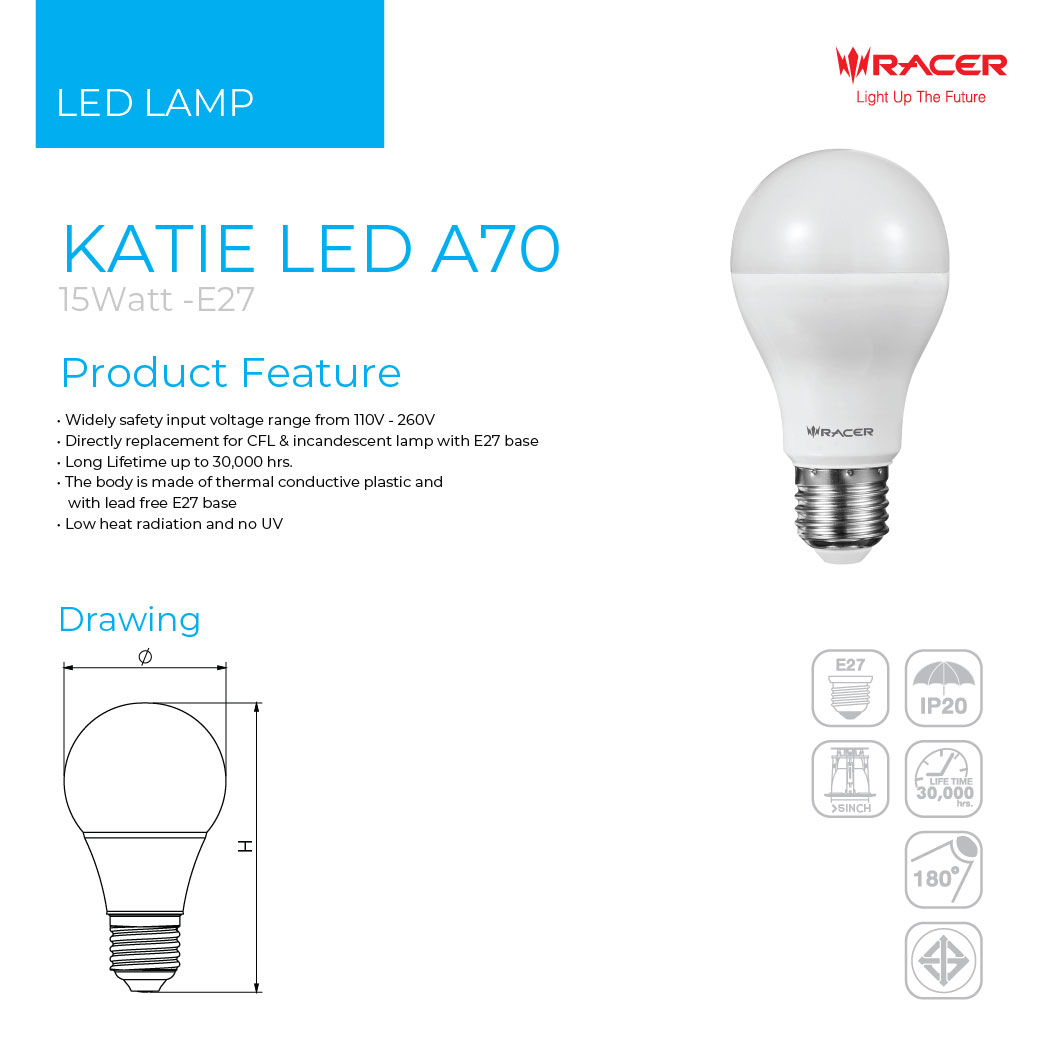 LED LAMP
RACER
Light Up The Future
KATIE LED A70
15Watt -E27
Product Feature
• Widely safety input voltage range from 110V - 260V
• Directly replacement for CFL & incandescent lamp with E27 base
• Long Lifetime up to 30,000 hrs.
• The body is made of thermal conductive plastic and
with lead free E27 base
• Low heat radiation and no UV
RACER
Drawing
Ø
H
E27
IP20
>5INCH
LIFE TIME
30,000
hrs.
180°